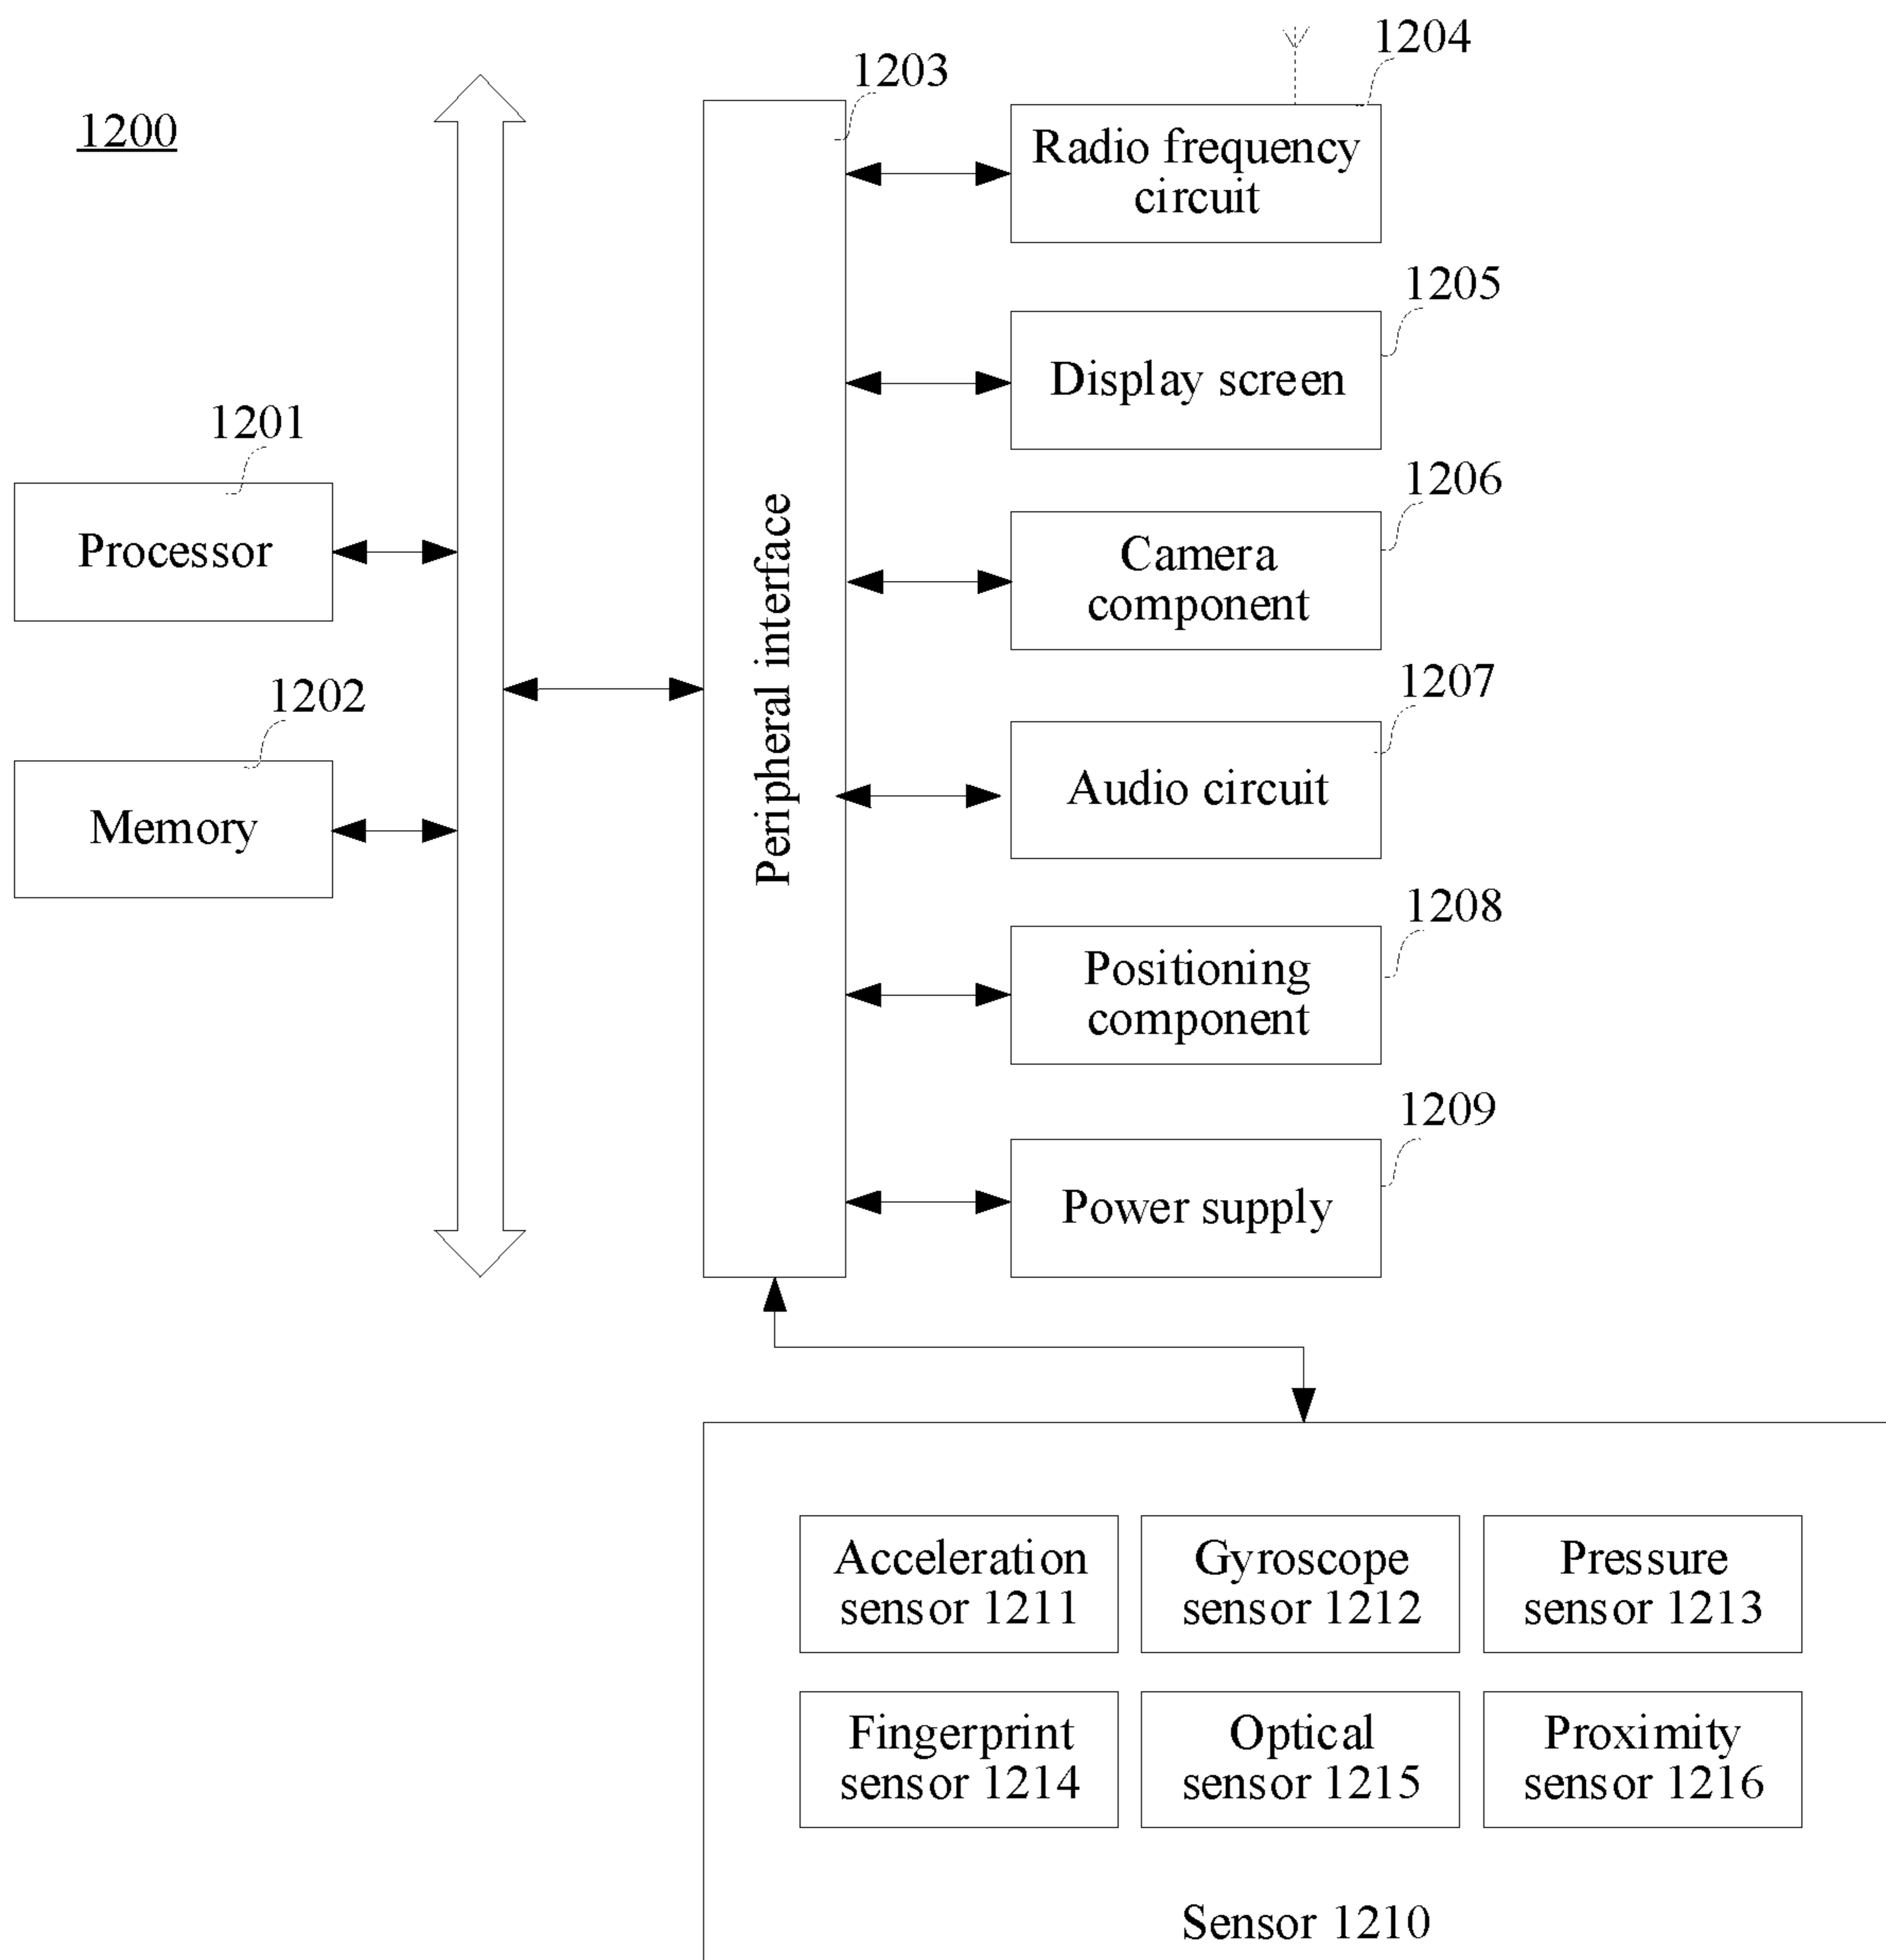 1200
1201
Processor
1202
Memory
1203
Peripheral interface
1204
Radio frequency
circuit
1205
Display screen
1206
Camera
component
1207
Audio circuit
1208
Positioning
component
1209
Power supply
Acceleration
sensor 1211
Gyroscope
sensor 1212
Pressure
sensor 1213
Fingerprint
sensor 1214
Optical
sensor 1215
Proximity
sensor 1216
Sensor 1210